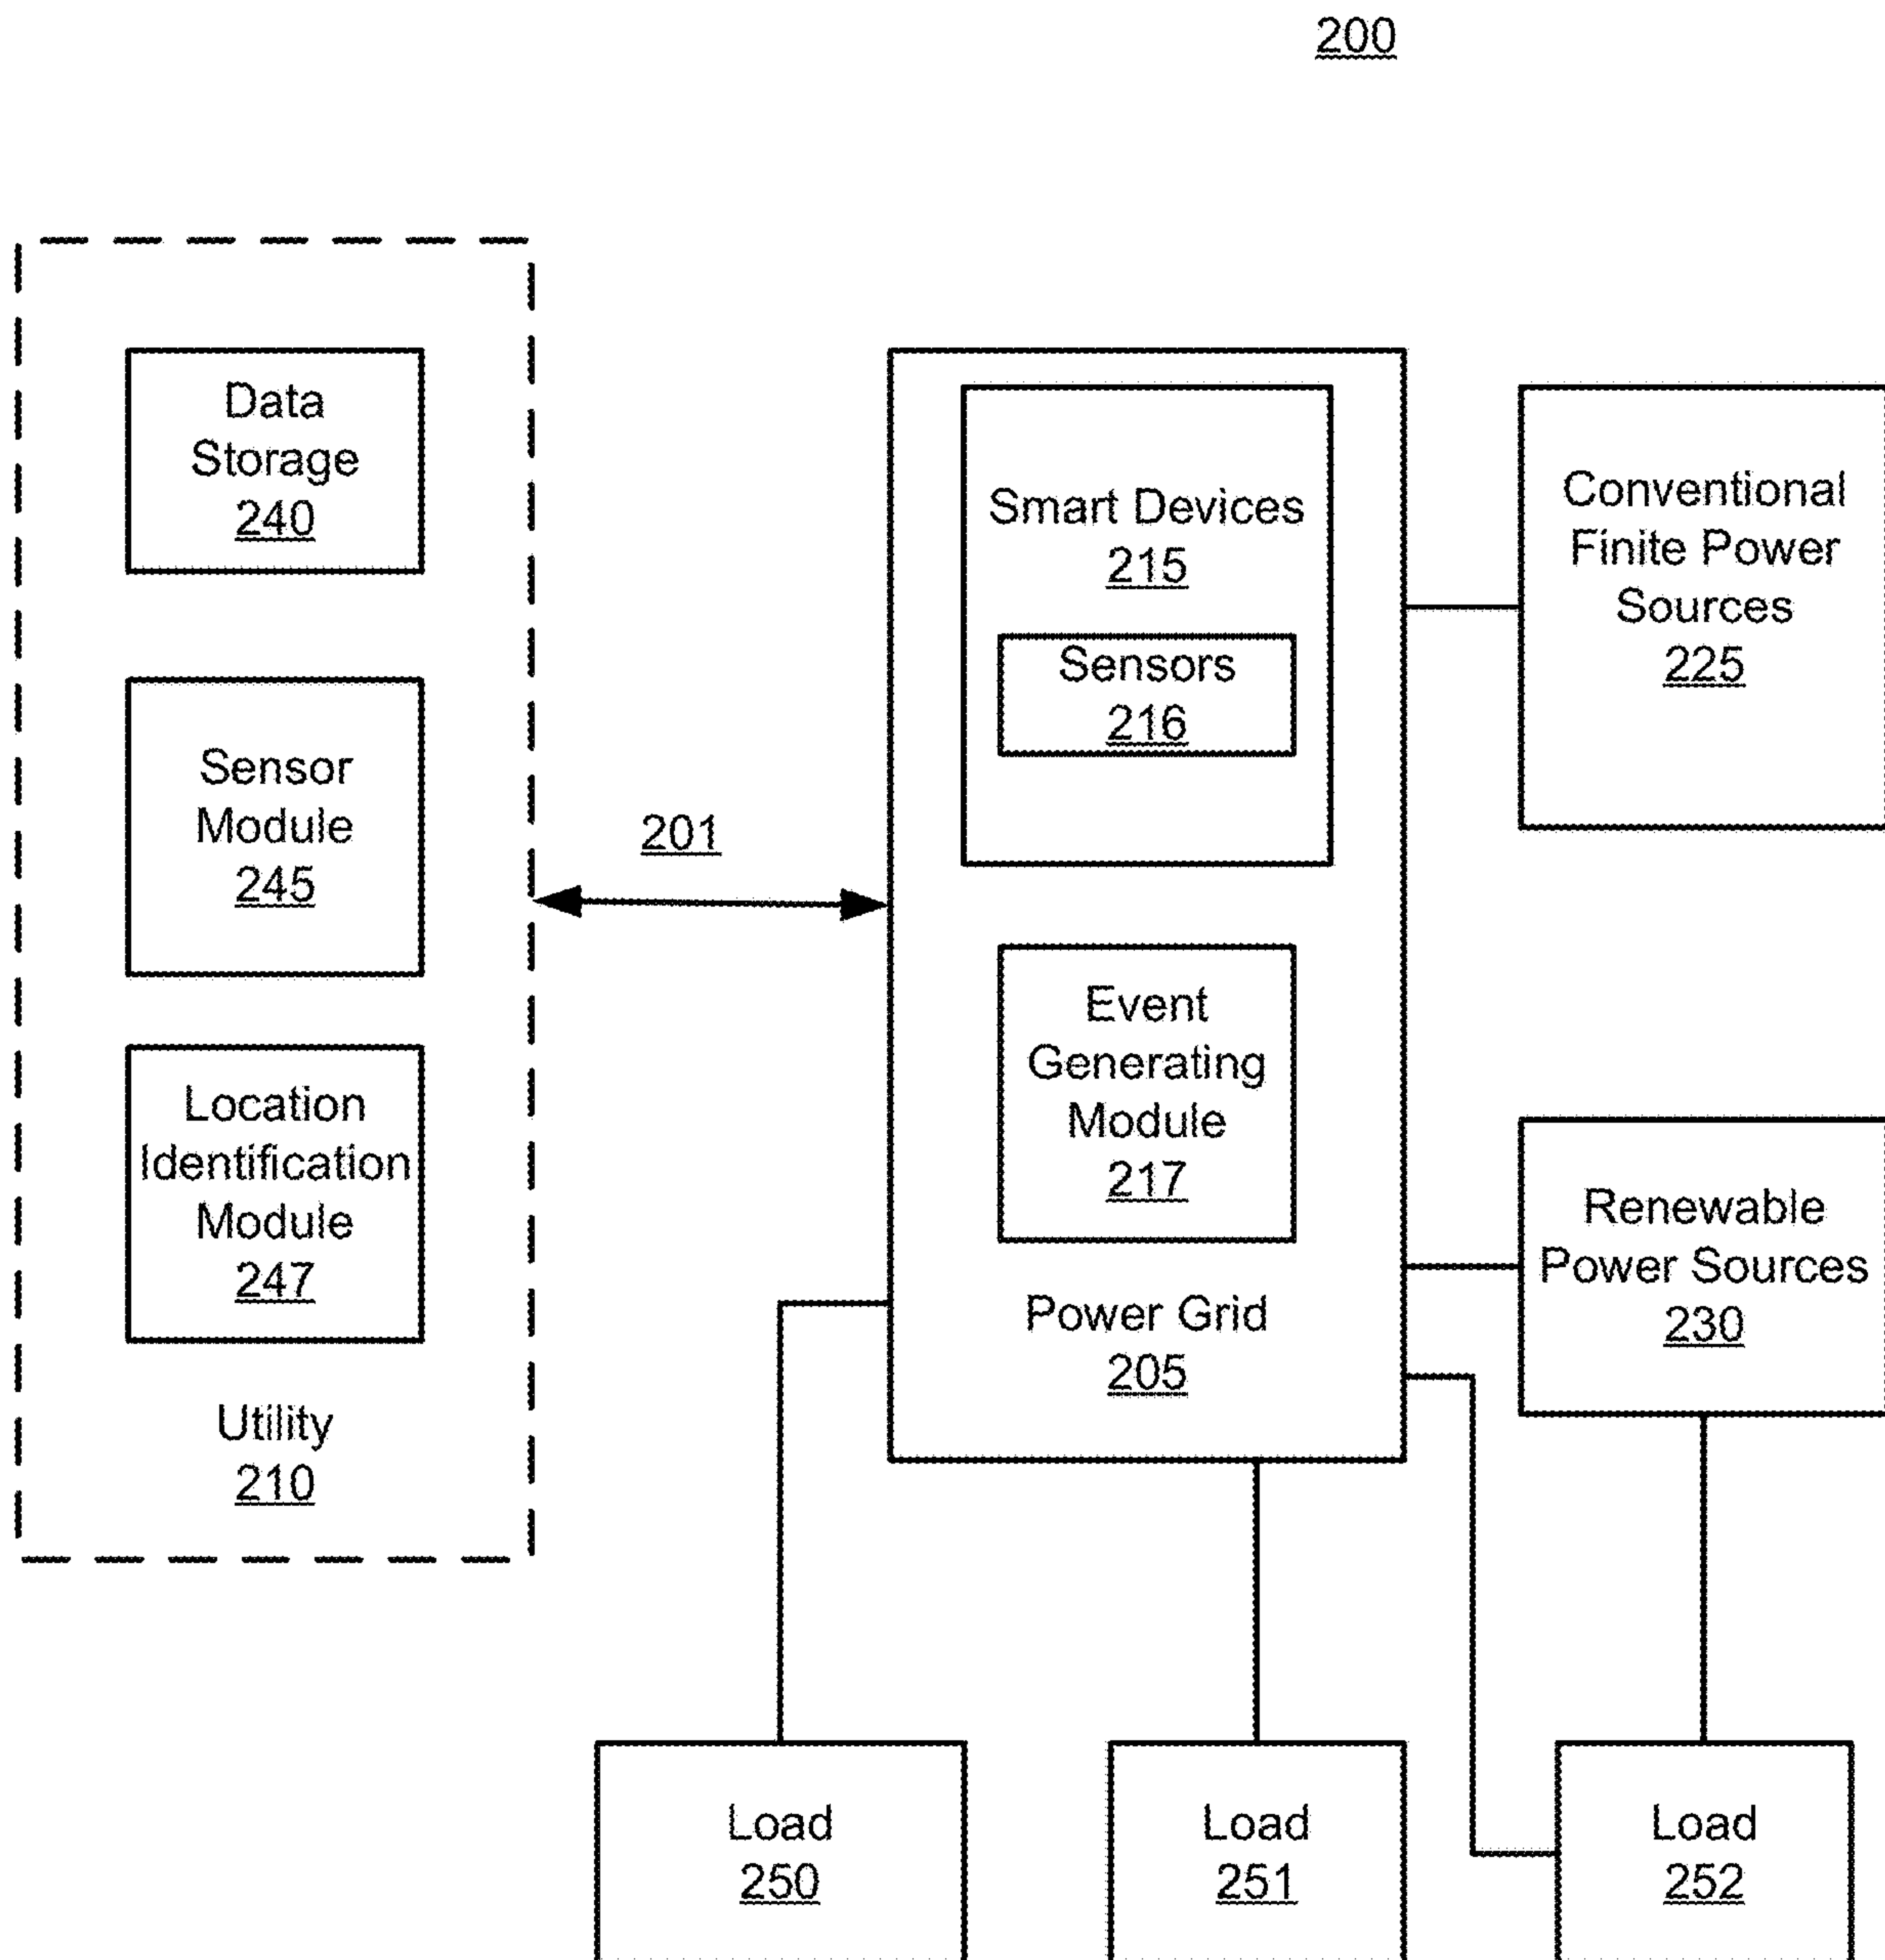 200
Data
Storage
240
Sensor
Module
245
Location
Identification
Module
247
Utility
210
201
Smart Devices
215
Sensors
216
Event
Generating
Module
217
Power Grid
205
Conventional
Finite Power
Sources
225
Renewable
Power Sources
230
Load
250
Load
251
Load
252